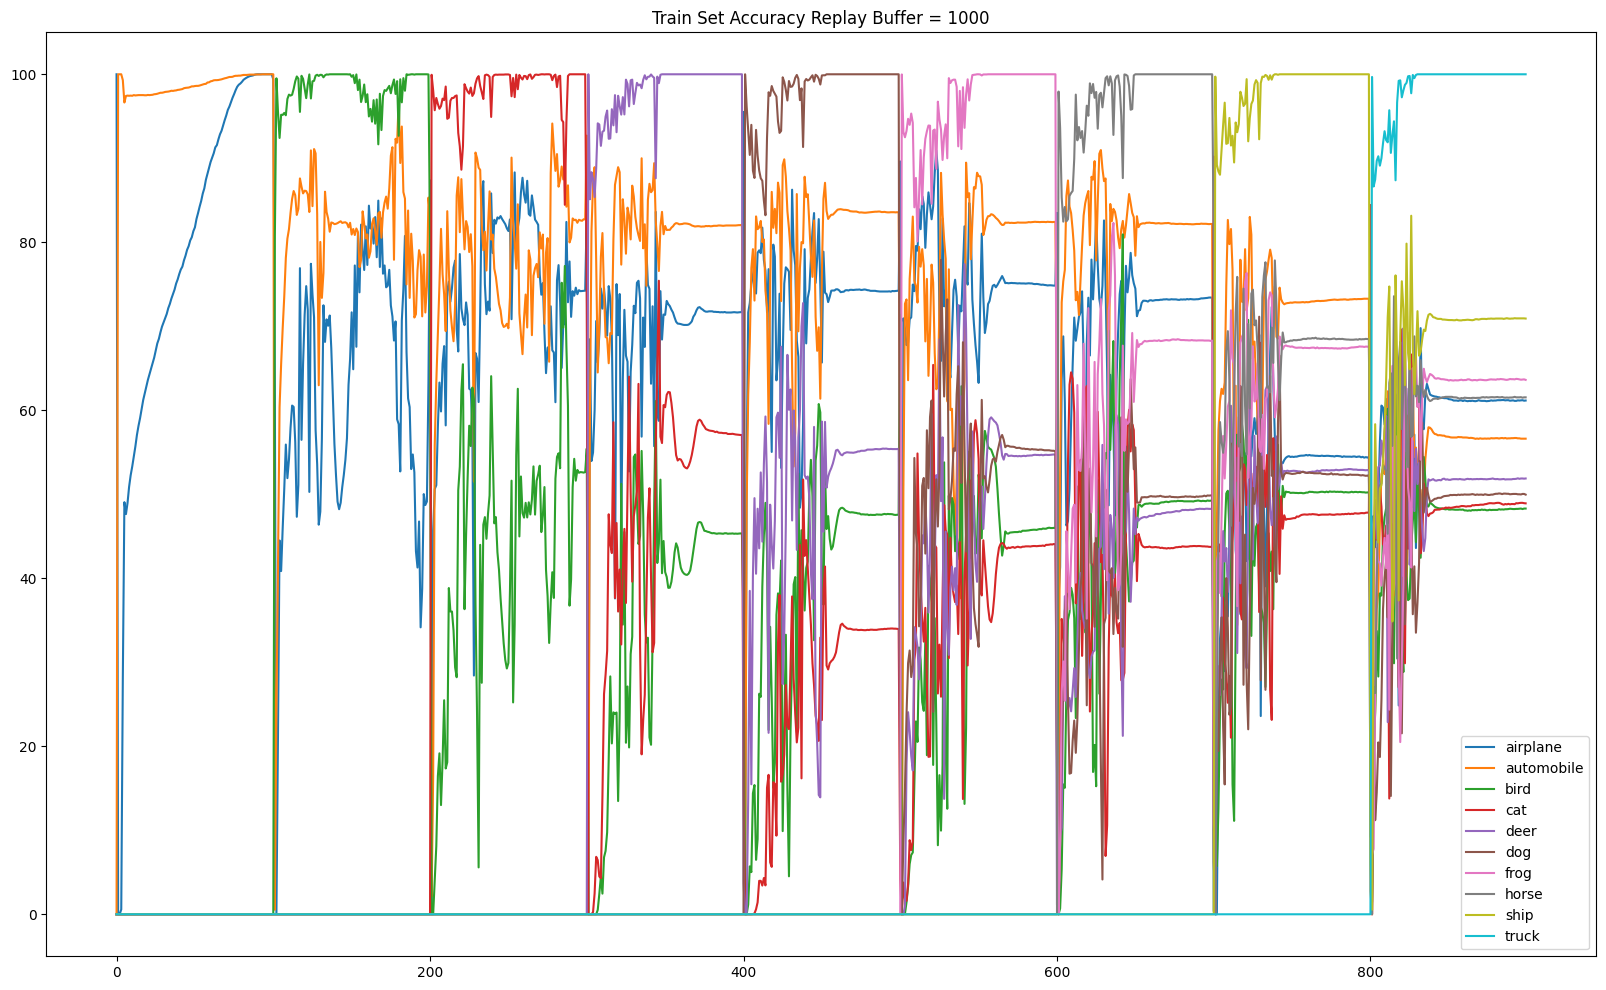 Train Set Accuracy Replay Buffer = 1000
100
80
60
40
20
0
airplane
automobile
bird
cat
deer
dog
frog
horse
ship
truck
0 200 400 600 800